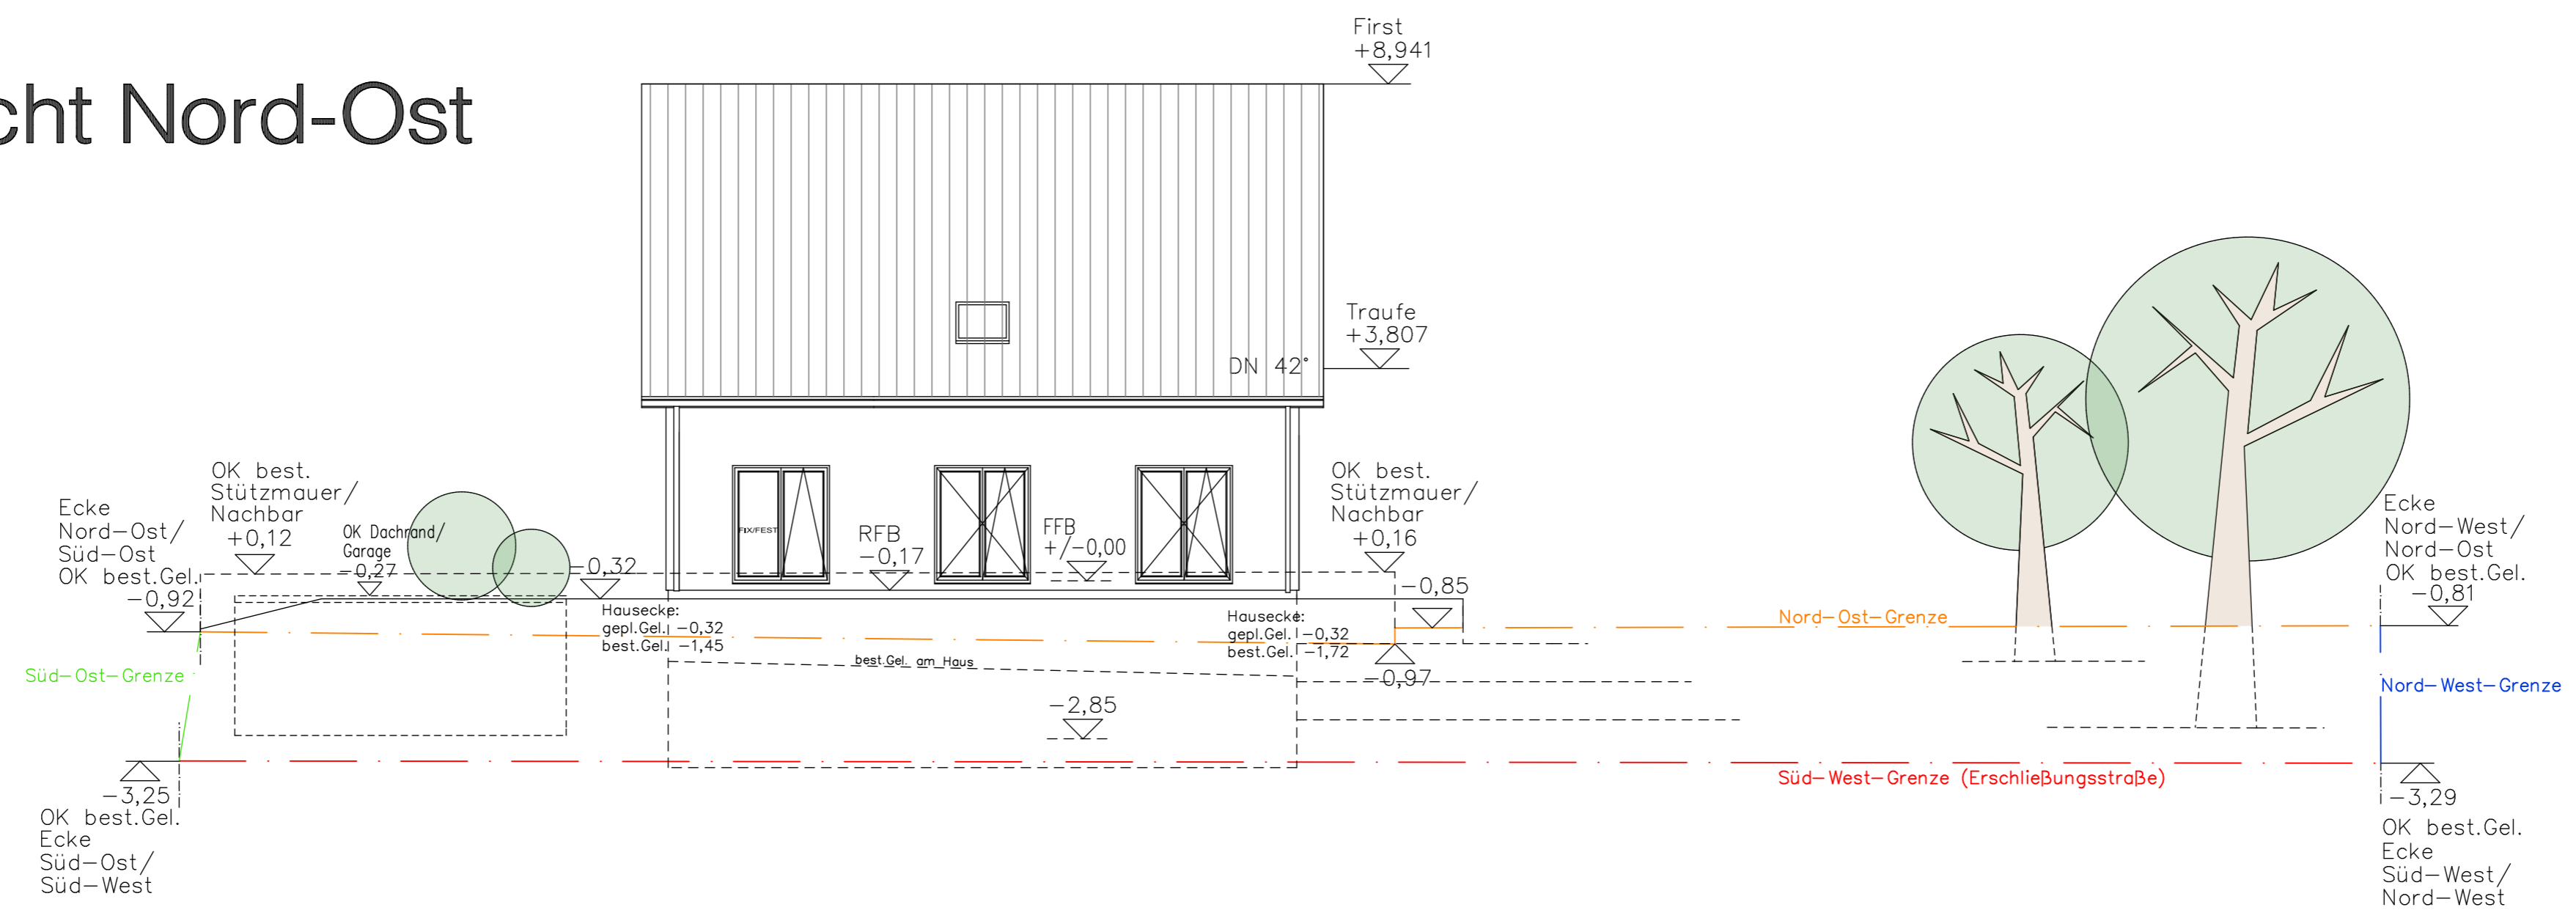 cht Nord-Ost
First
+8,941
Traufe
+3,807
DN 42°
OK best.
Stützmauer/
Nachbar
+0,12
Ecke
Nord-Ost/
Süd-Ost
OK best.Gel.
-0,92
OK Dachrand/
Garage
-0,27
-0,32
FIX/FEST
RFB
-0,17
FFB
+/-0,00
OK best.
Stützmauer/
Nachbar
+0,16
-0,85
Hausecke:
gepl.Gel. -0,32
best.Gel. -1,45
Hausecke:
gepl.Gel. -0,32
best.Gel. -1,72
best.Gel. am Haus
-0,97
-2,85
Nord-Ost-Grenze
Ecke
Nord-West/
Nord-Ost
OK best.Gel.
-0,81
Süd-Ost-Grenze
Nord-West-Grenze
Süd-West-Grenze (Erschließungsstraße)
-3,25
OK best.Gel.
Ecke
Süd-Ost/
Süd-West
-3,29
OK best.Gel.
Ecke
Süd-West/
Nord-West